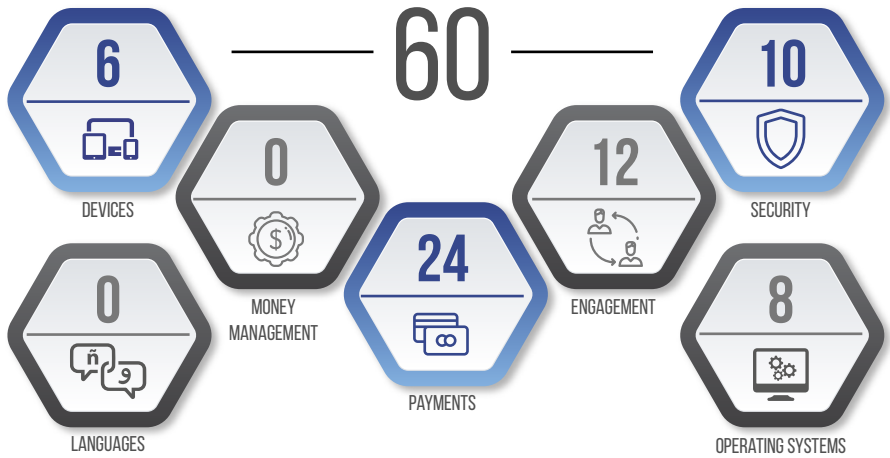 60
6
DEVICES
10
SECURITY
0
MONEY
MANAGEMENT
12
ENGAGEMENT
24
PAYMENTS
0
ñ
و
LANGUAGES
8
OPERATING SYSTEMS